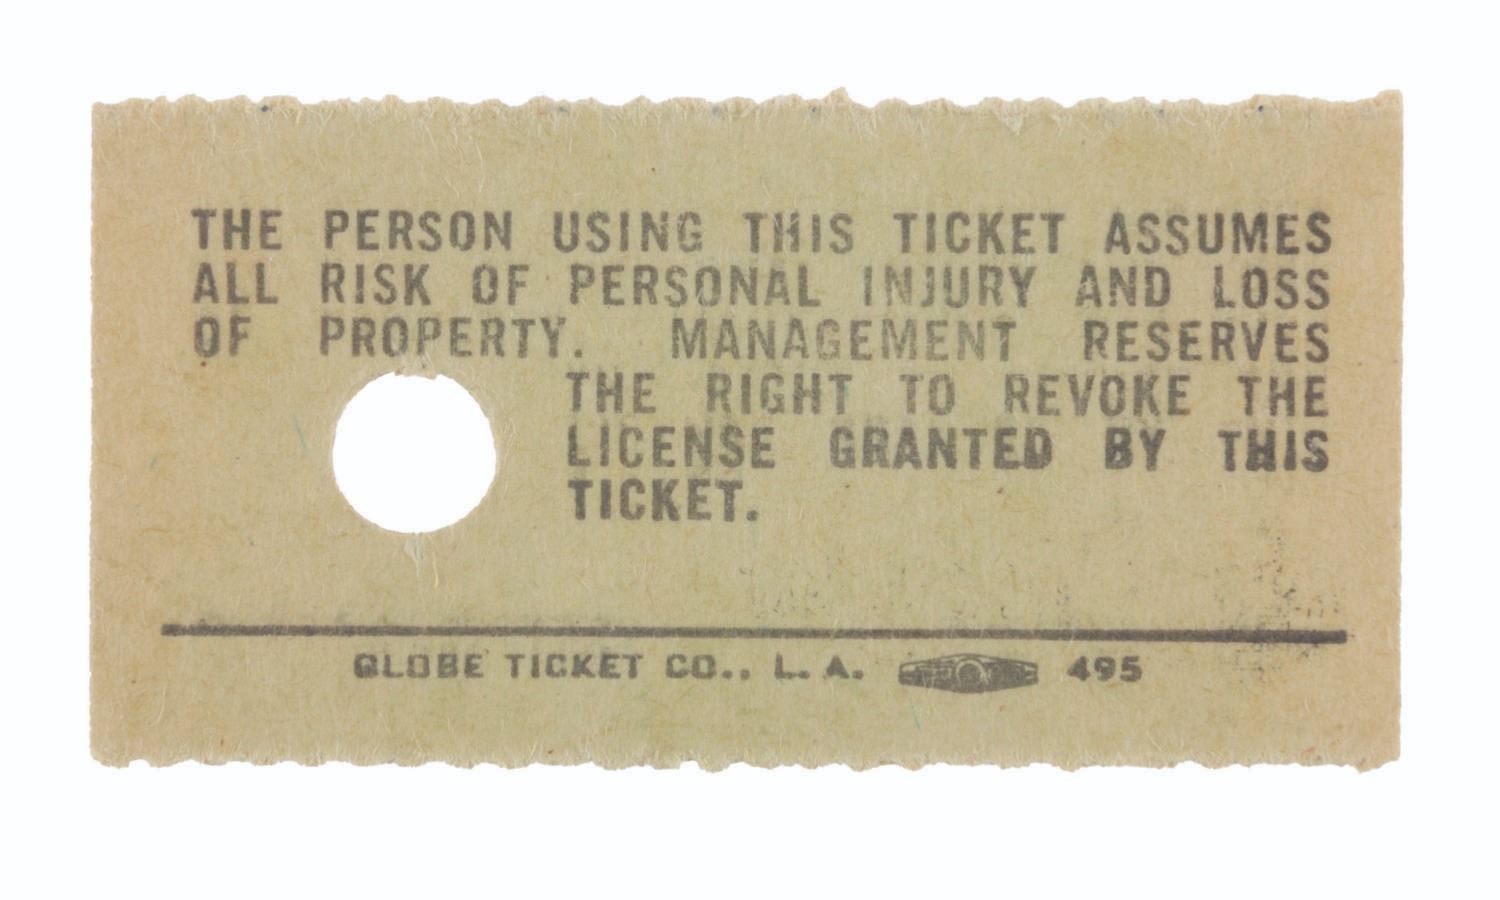 THE PERSON USING THIS TICKET ASSUMES
ALL RISK OF PERSONAL INJURY AND LOSS
OF PROPERTY. MANAGEMENT RESERVES
THE RIGHT TO REVOKE THE
LICENSE GRANTED BY THIS
TICKET.
GLOBE TICKET CO., L. A. 495